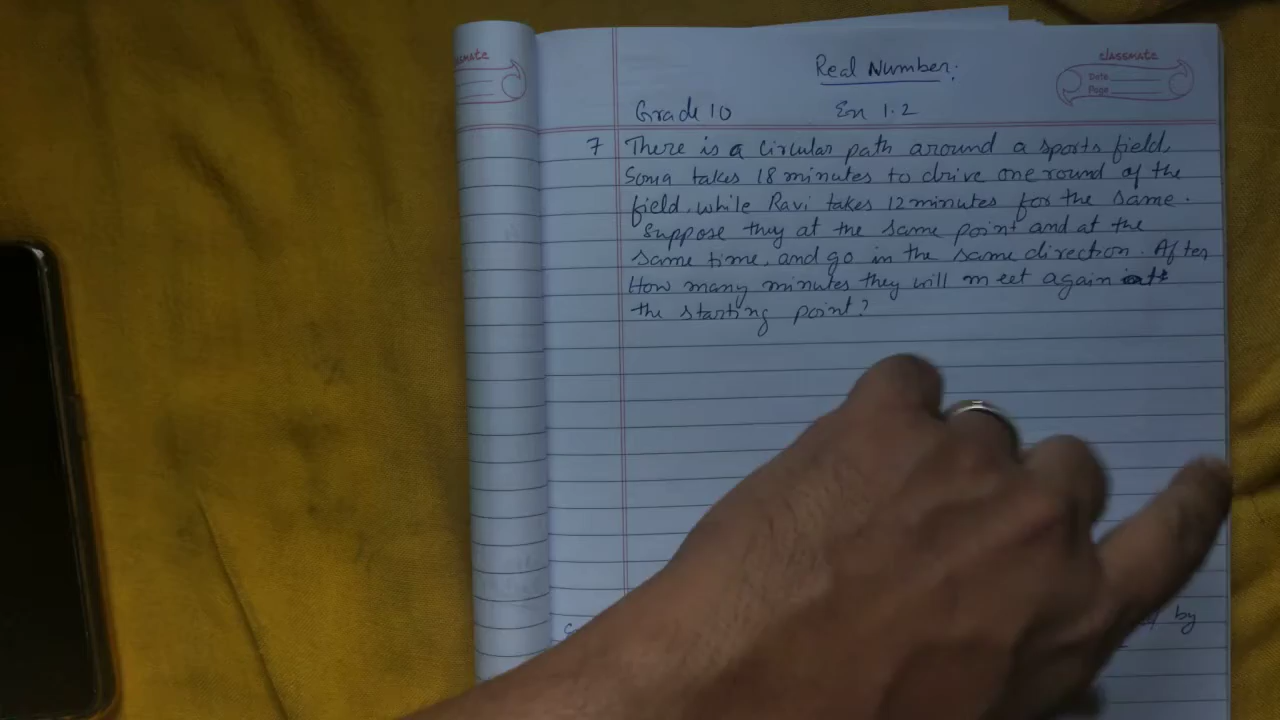 Real Number.
classmate
Date
Page
Grade 10
Ex 1.2
7 There is a circular path around a sports field.
Sonia takes 18 minutes to drive one round of the
field, while Ravi takes 12 minutes for the same.
Suppose they at the same point and at the
same time, and go in the same direction. After
How many minutes they will meet again
the starting point?
by